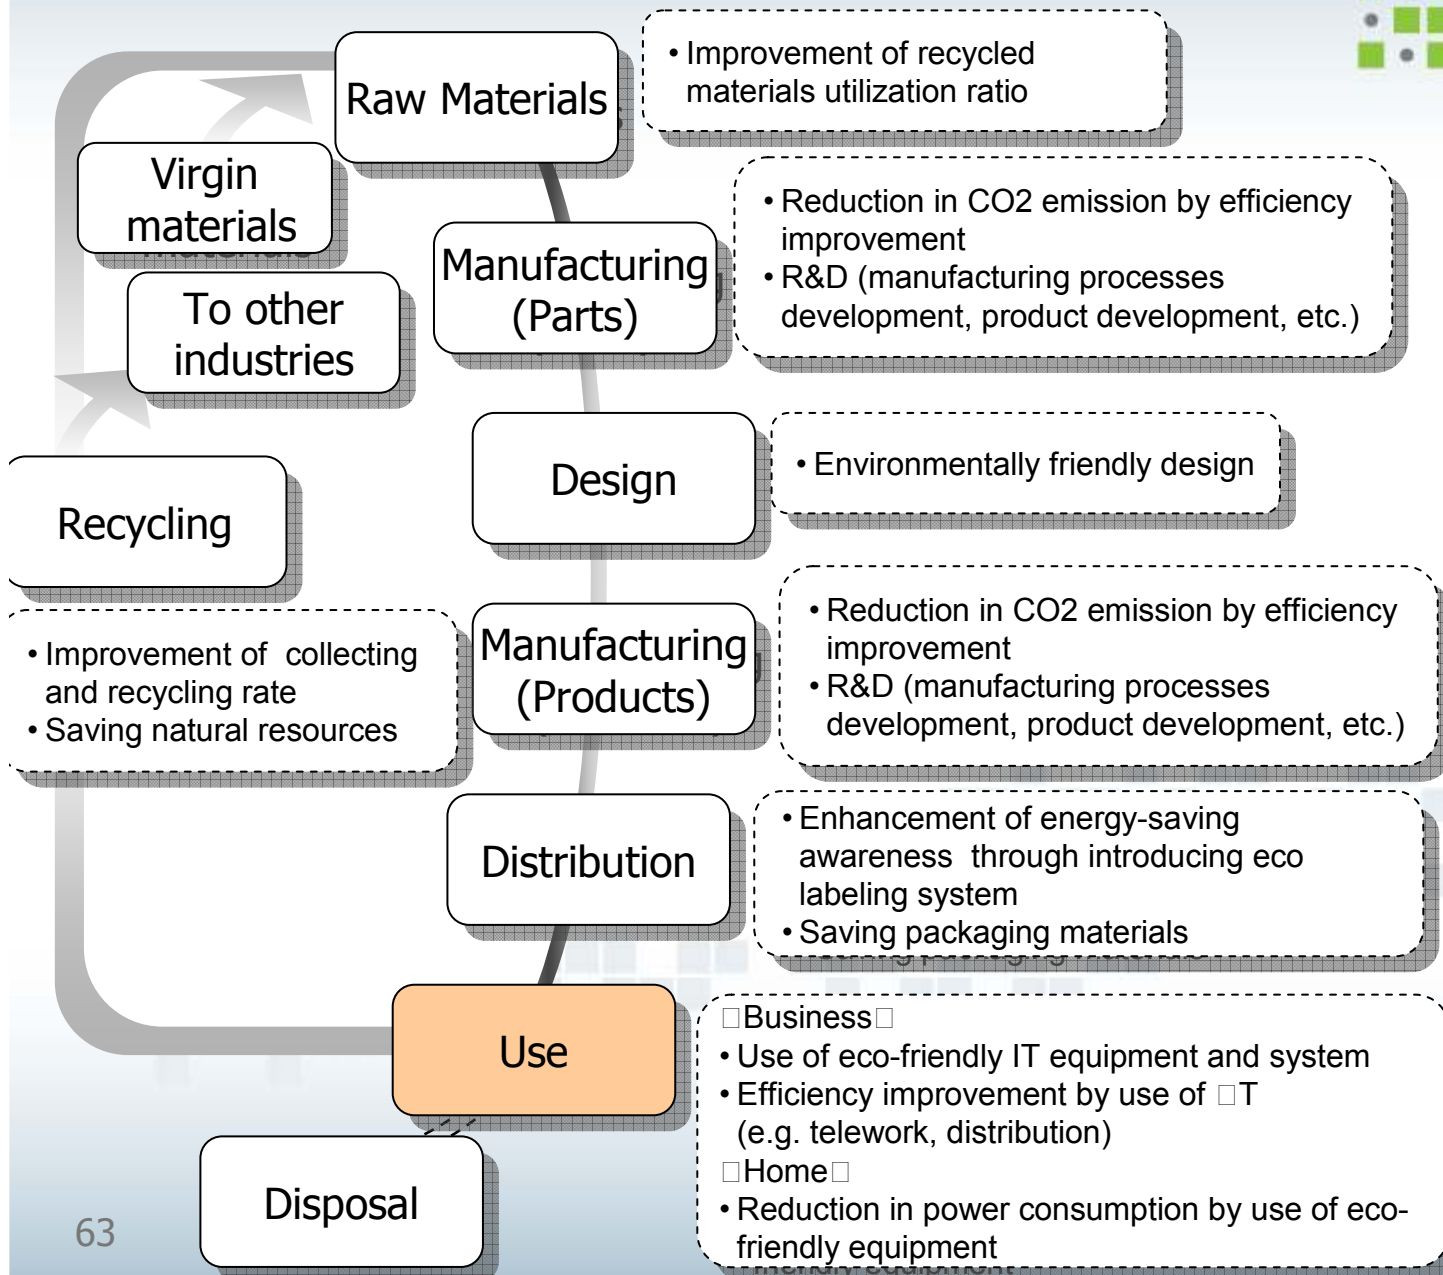 Raw Materials
• Improvement of recycled
materials utilization ratio
Virgin
materials
To other
industries
Manufacturing
(Parts)
• Reduction in CO2 emission by efficiency
improvement
• R&D (manufacturing processes
development, product development, etc.)
Design
• Environmentally friendly design
Recycling
• Improvement of collecting
and recycling rate
• Saving natural resources
Manufacturing
(Products)
• Reduction in CO2 emission by efficiency
improvement
• R&D (manufacturing processes
development, product development, etc.)
Distribution
• Enhancement of energy-saving
awareness through introducing eco
labeling system
• Saving packaging materials
Use
□Business□
• Use of eco-friendly IT equipment and system
• Efficiency improvement by use of □T
(e.g. telework, distribution)
□Home□
• Reduction in power consumption by use of eco-
friendly equipment
Disposal
63